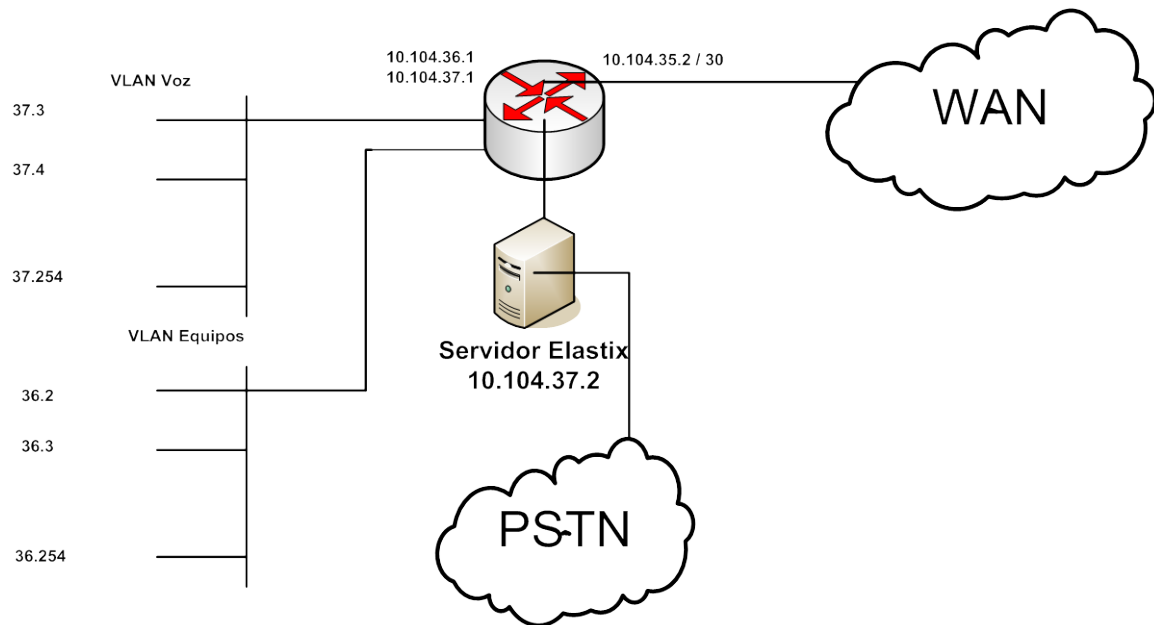 10.104.36.1
10.104.37.1
10.104.35.2 / 30
WAN
VLAN Voz
37.3
37.4
37.254
VLAN Equipos
36.2
36.3
36.254
Servidor Elastix
10.104.37.2
PSTN